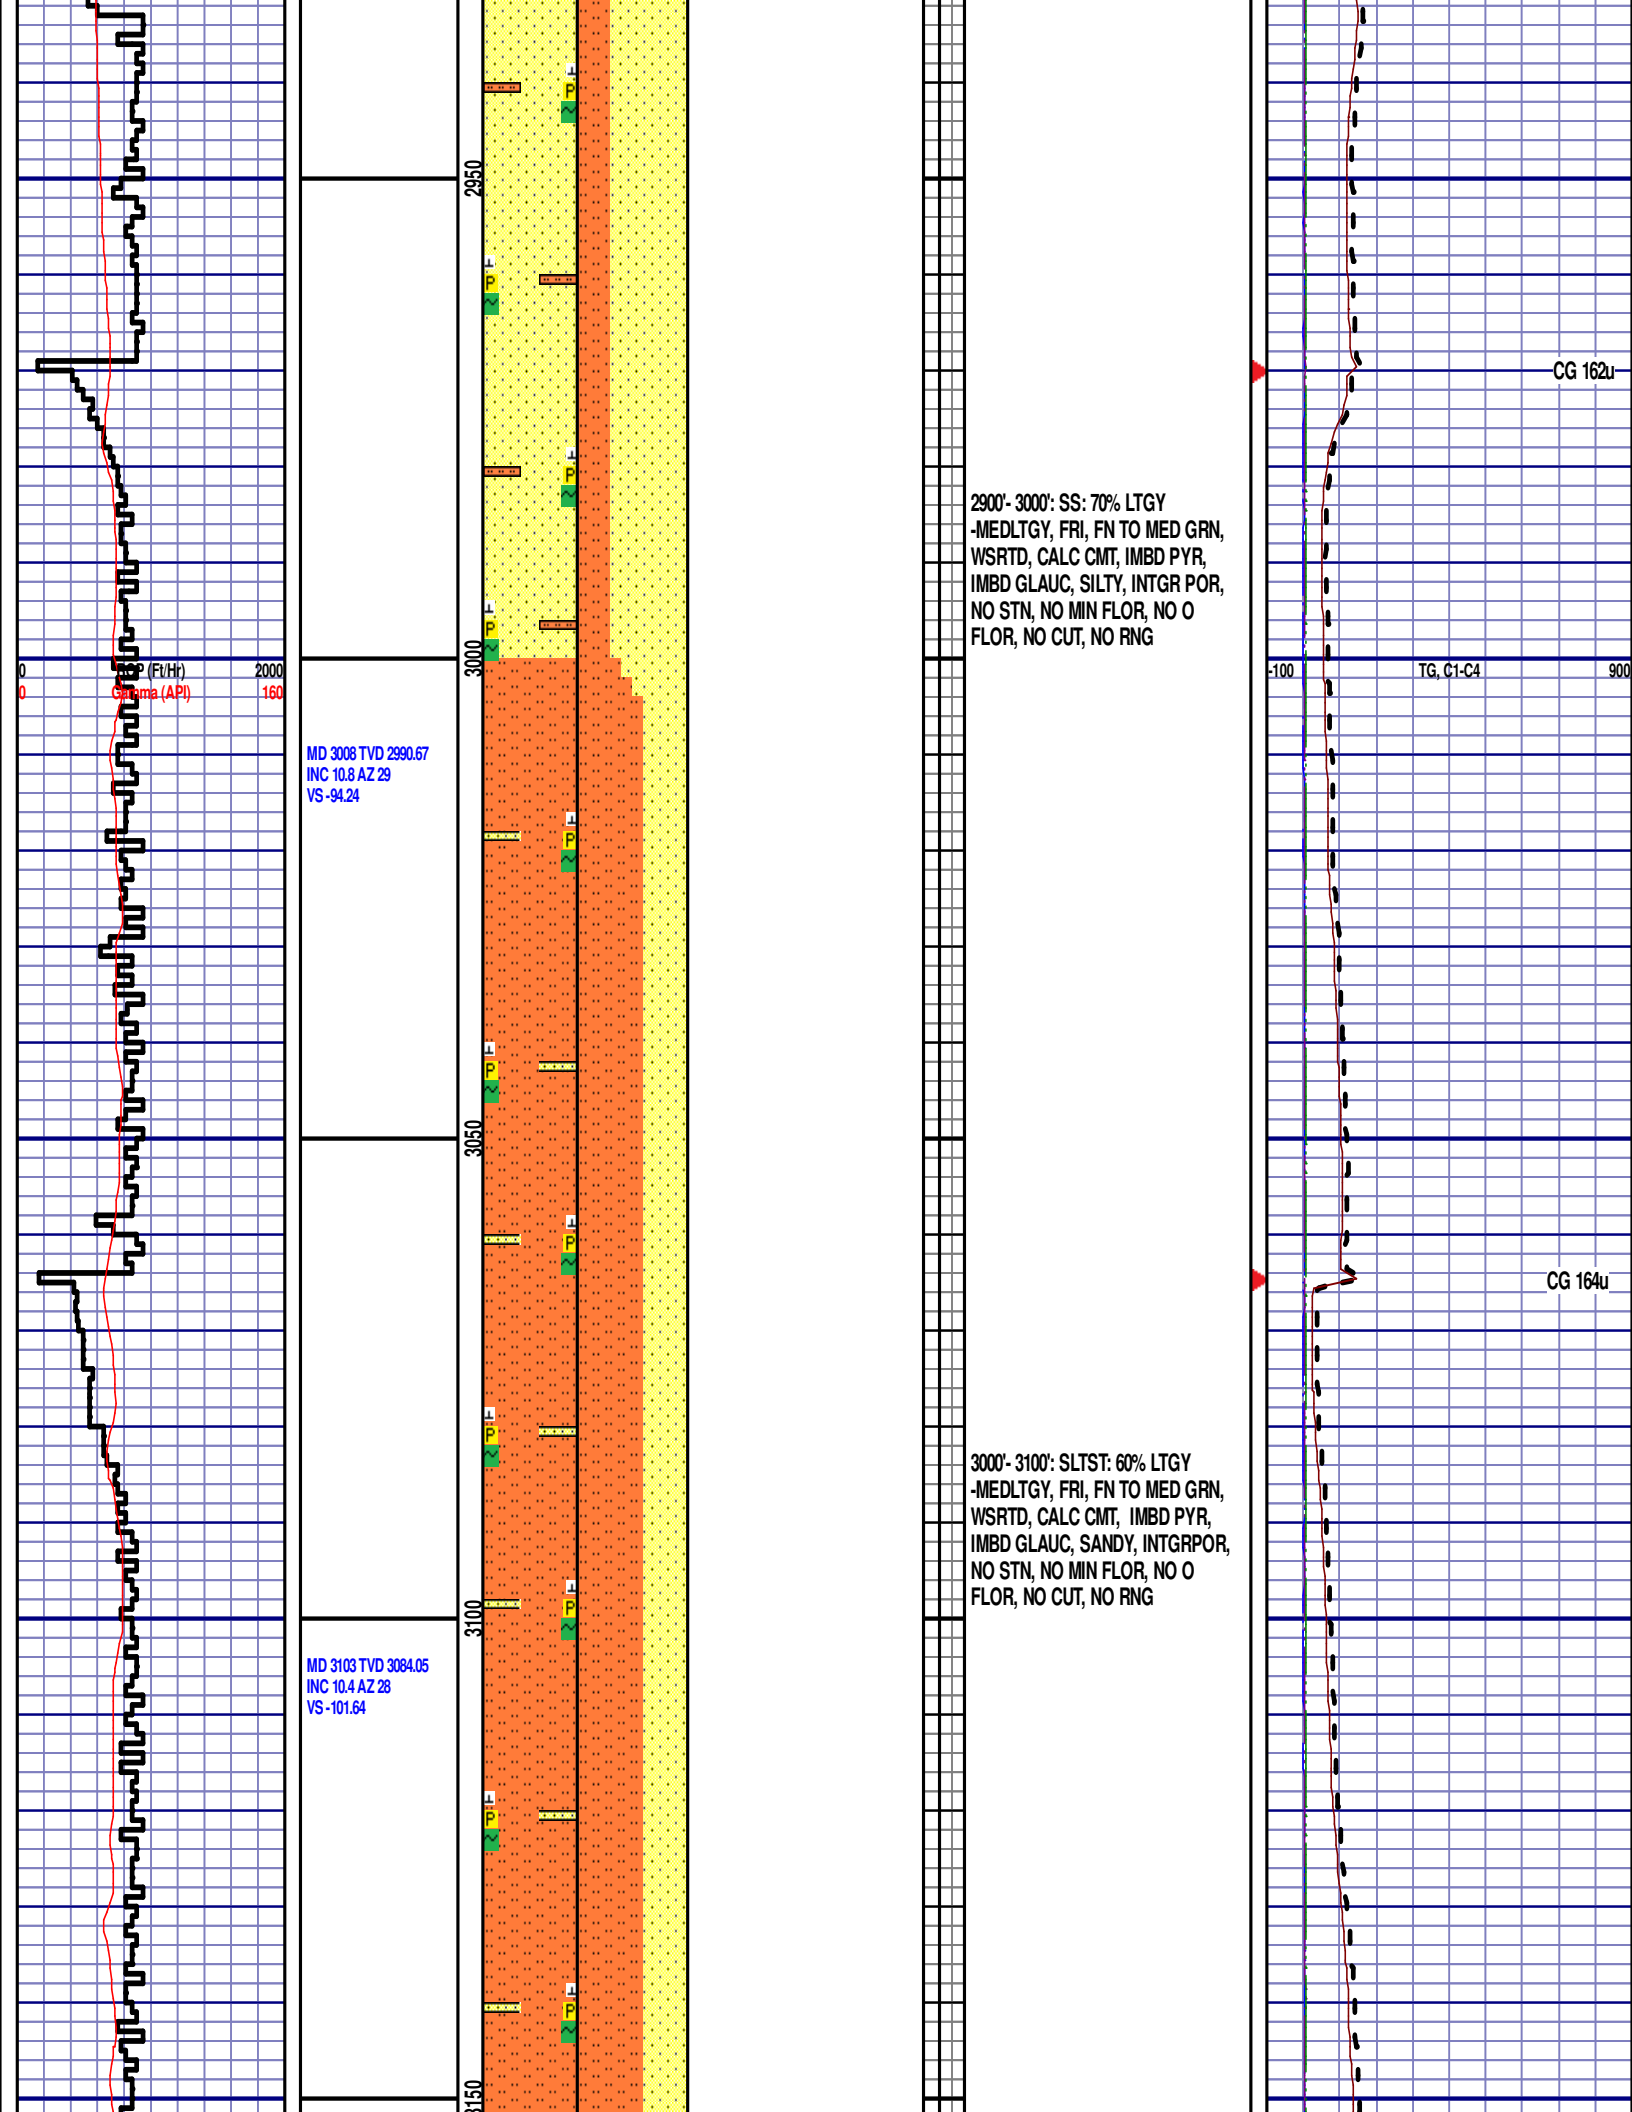 P
2950
P
CG 162u
P
2900'- 3000': SS: 70% LTGY
-MEDLTGY, FRI, FN TO MED GRN,
WSRTD, CALC CMT, IMBD PYR,
IMBD GLAUC, SILTY, INTGR POR,
NO STN, NO MIN FLOR, NO O
FLOR, NO CUT, NO RNG
P
3000
0 (Ft/Hr) 2000
0 Gamma (API) 160
-100 TG, C1-C4 900
MD 3008 TVD 2990.67
INC 10.8 AZ 29
VS -94.24
P
P
3050
P
CG 164u
P
3000'- 3100': SLTST: 60% LTGY
-MEDLTGY, FRI, FN TO MED GRN,
WSRTD, CALC CMT, IMBD PYR,
IMBD GLAUC, SANDY, INTGRPOR,
NO STN, NO MIN FLOR, NO O
FLOR, NO CUT, NO RNG
P
3100
MD 3103 TVD 3084.05
INC 10.4 AZ 28
VS -101.64
P
P
3150